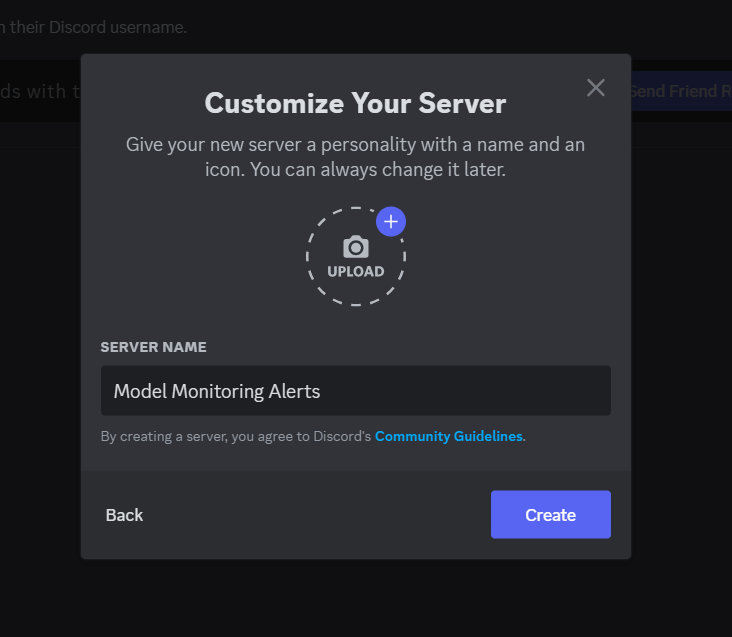 their Discord username.
ds with t
Send Friend R
Customize Your Server
Give your new server a personality with a name and an
icon. You can always change it later.
UPLOAD
SERVER NAME
Model Monitoring Alerts
By creating a server, you agree to Discord's Community Guidelines.
Back
Create